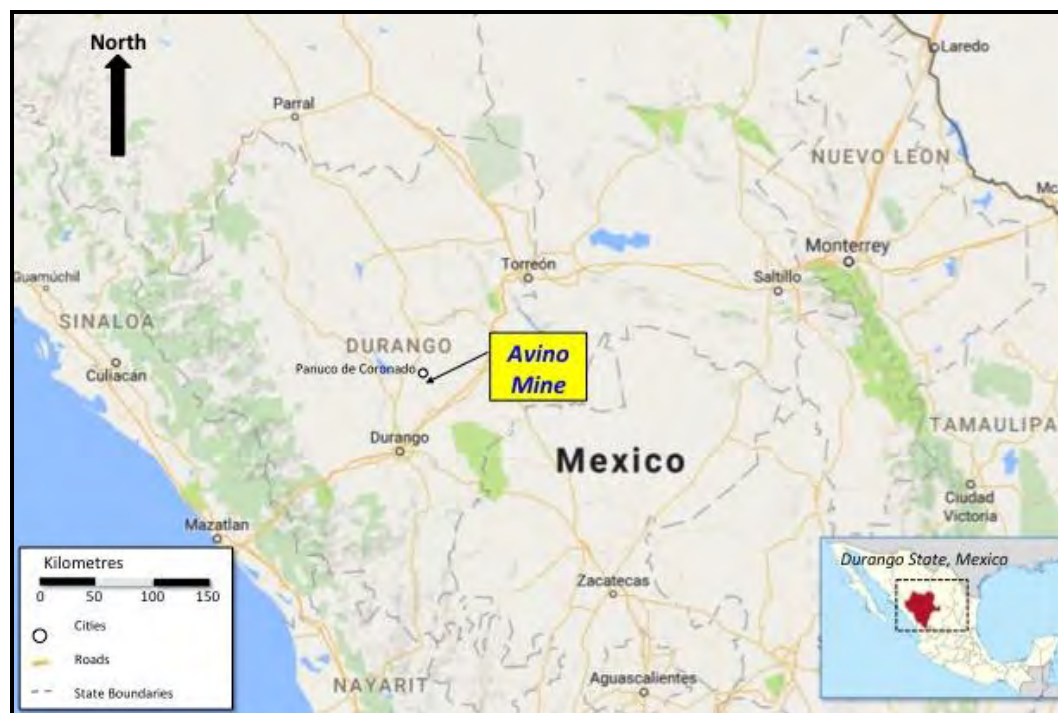 North
Laredo
Parral
NUEVO LEON
Mc
Monterrey
Torreón
Saltillo
Guamúchil
SINALOA
DURANGO
Avino
Mine
Panuco de Coronado
Culiacán
TAMAULIPA
Durango
Mexico
Ciudad
Victoria
Mazatlan
Kilometres
0 50 100 150
Cities
Roads
State Boundaries
Durango State, Mexico
Zacatecas
NAYARIT
Aguascalientes